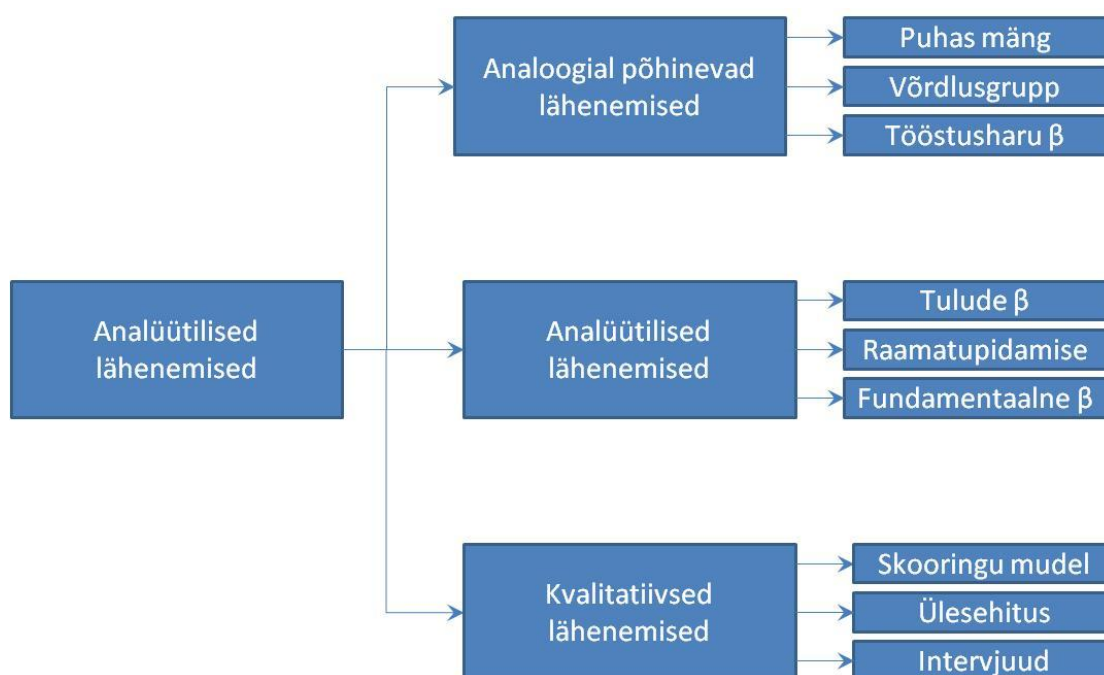 Analüütilised
lähenemised
Analoogial põhinevad
lähenemised
Puhas mäng
Võrdlusgrupp
Tööstusharu β
Analüütilised
lähenemised
Tulude β
Raamatupidamise
Fundamentaalne β
Kvalitatiivsed
lähenemised
Skooringu mudel
Ülesehitus
Intervjuud